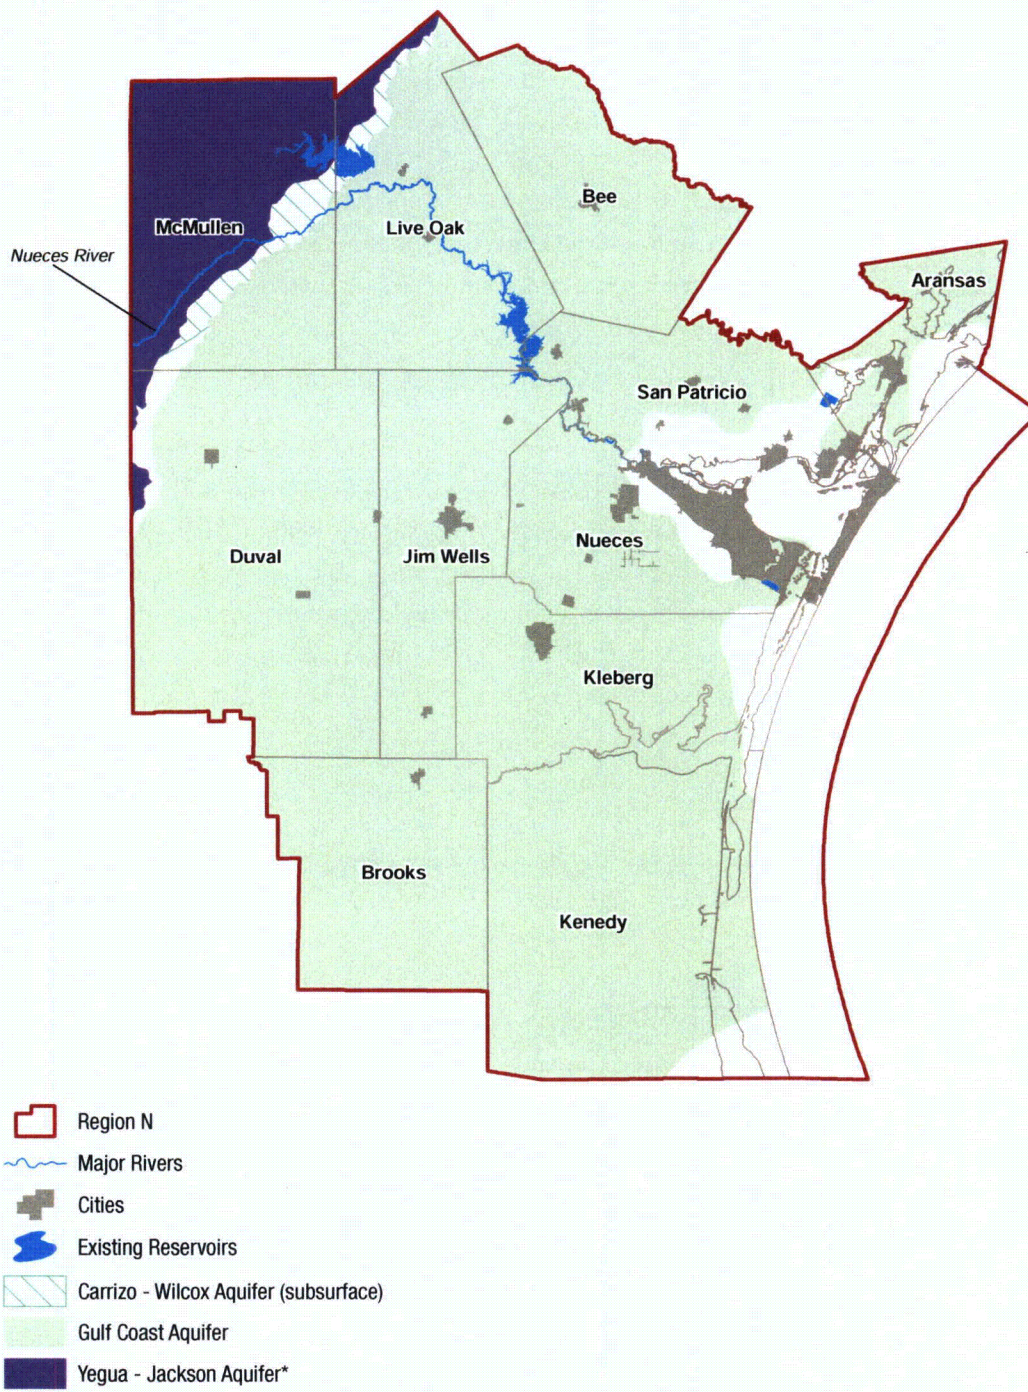 Bee
McMullen
Live Oak
Nueces River
Aransas
San Patricio
Duval
Jim Wells
Nueces
Kleberg
Brooks
Kenedy
Region N
Major Rivers
Cities
Existing Reservoirs
Carrizo - Wilcox Aquifer (subsurface)
Gulf Coast Aquifer
Yegua - Jackson Aquifer*